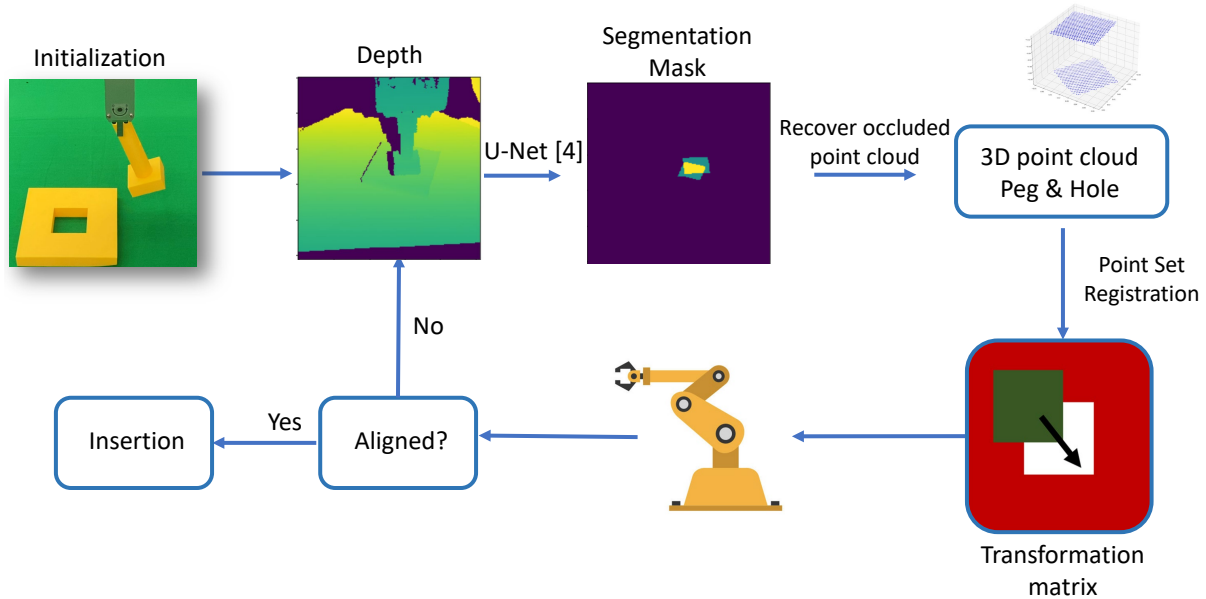 Initialization
Depth
Segmentation
Mask
U-Net [4]
Recover occluded
point cloud
3D point cloud
Peg & Hole
Point Set
Registration
Transformation
matrix
Aligned?
No
Yes
Insertion